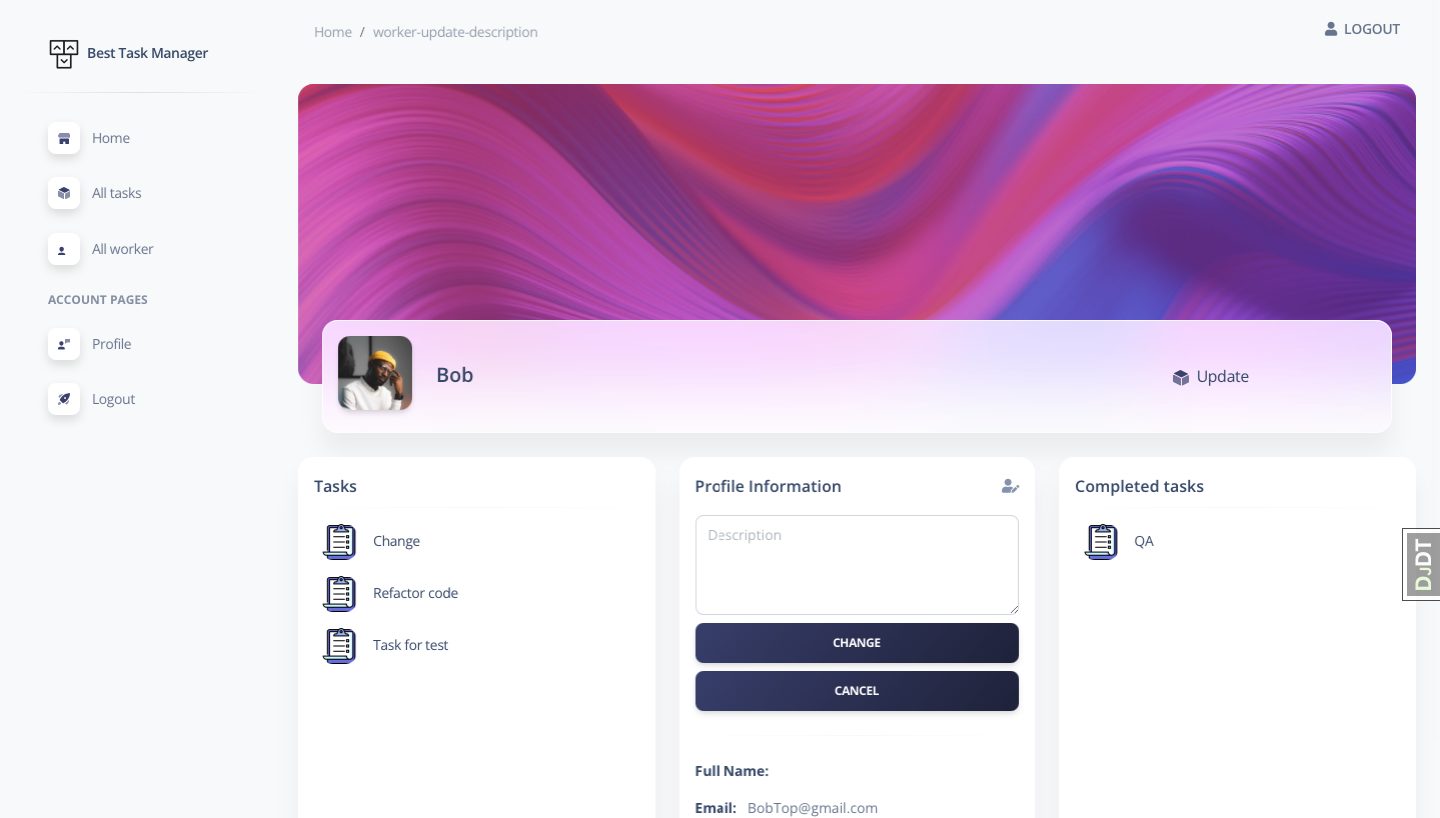 Best Task Manager
Home
All tasks
All worker
ACCOUNT PAGES
Profile
Logout
Home / worker-update-description
LOGOUT
Bob
Update
Tasks
Change
Refactor code
Task for test
Profile Information
Description
CHANGE
CANCEL
Full Name:
Email: BobTop@gmail.com
Completed tasks
QA
DJDT